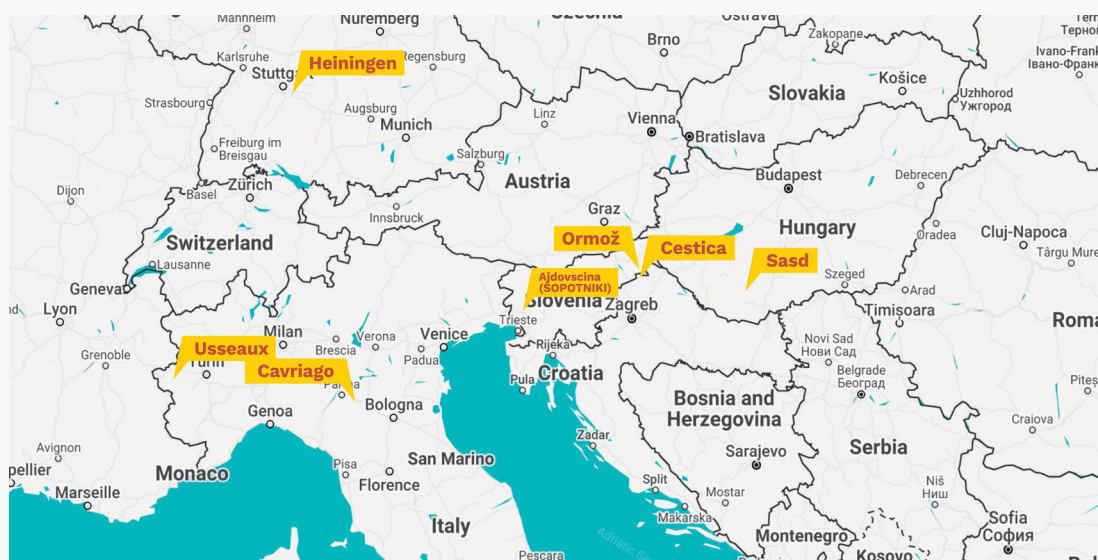 Mannheim
Nuremberg
Czechia
Ostrava
Zakopane
Brno
Karlsruhe
Heiningen
Regensburg
Stuttgart
Ivano-Frank
Івано-Франк
Košice
Uzhhorod
Ужгород
Slovakia
Strasbourg
Augsburg
Munich
Linz
Vienna
Bratislava
Freiburg im
Breisgau
Salzburg
Zürich
Basel
Dijon
Austria
Budapest
Debrecen
Innsbruck
Graz
Switzerland
Ormož
Cestica
Hungary
Oradea
Cluj-Napoca
Târgu Mure
Sasd
Lausanne
Geneva
Ajdovscina
(ŠOPOTNIKI)
Slovenia
Zagreb
Szeged
Arad
Timișoara
Lyon
Milan
Verona
Venice
Trieste
Roma
Grenoble
Usseaux
Turin
Brescia
Padua
Rijeka
Novi Sad
Нови Сад
Cavriago
Parma
Pula
Croatia
Belgrade
Београд
Piteș
Genoa
Bologna
Bosnia and
Herzegovina
Craiova
Avignon
Zadar
Serbia
Sarajevo
pellier
Monaco
Pisa
Florence
San Marino
Marseille
Split
Mostar
Niš
Ниш
Makarska
Italy
Adriatic Se
Montenegro
Sofia
София
Pescara
Kosovo